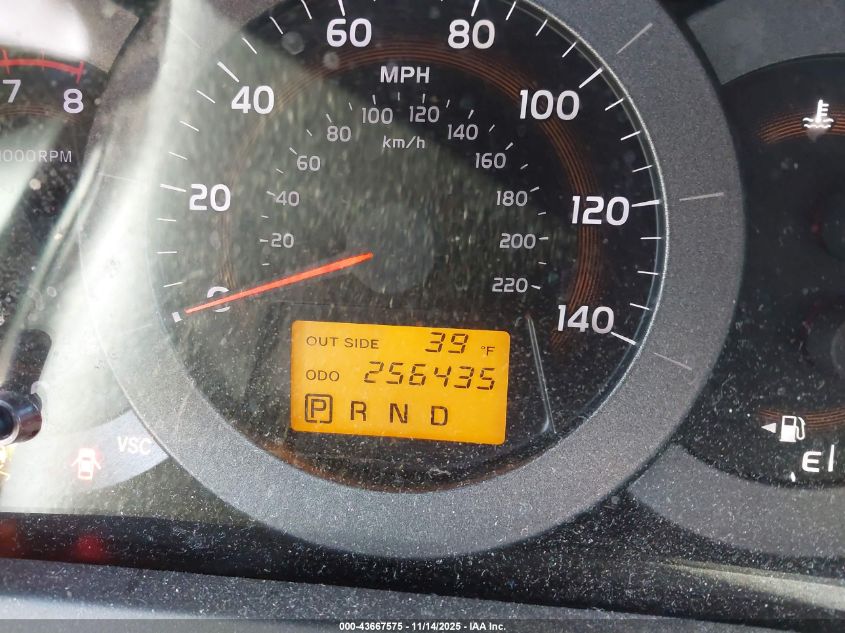 60 80
MPH
40 100
80 100 120 140
km/h
60 160
7 8
1000RPM
20 40 180 120
20 200
0 220 140
OUT SIDE 39 °F
ODO 256435
P R N D
VSC
E
000-43667575 - 11/14/2025 - IAA Inc.